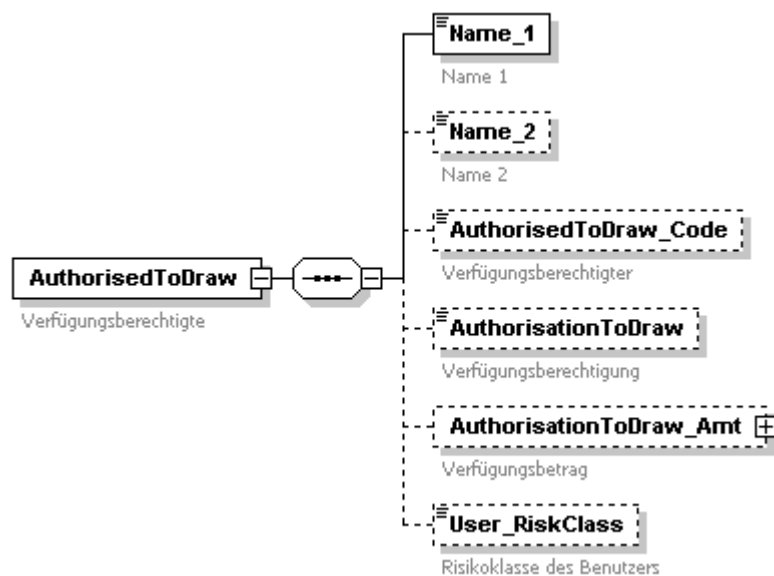 Name_1
Name 1
Name_2
Name 2
AuthorisedToDraw_Code
Verfügungsberechtigter
AuthorisedToDraw
Verfügungsberechtigte
AuthorisationToDraw
Verfügungsberechtigung
AuthorisationToDraw_Amt
Verfügungsbetrag
User_RiskClass
Risikoklasse des Benutzers